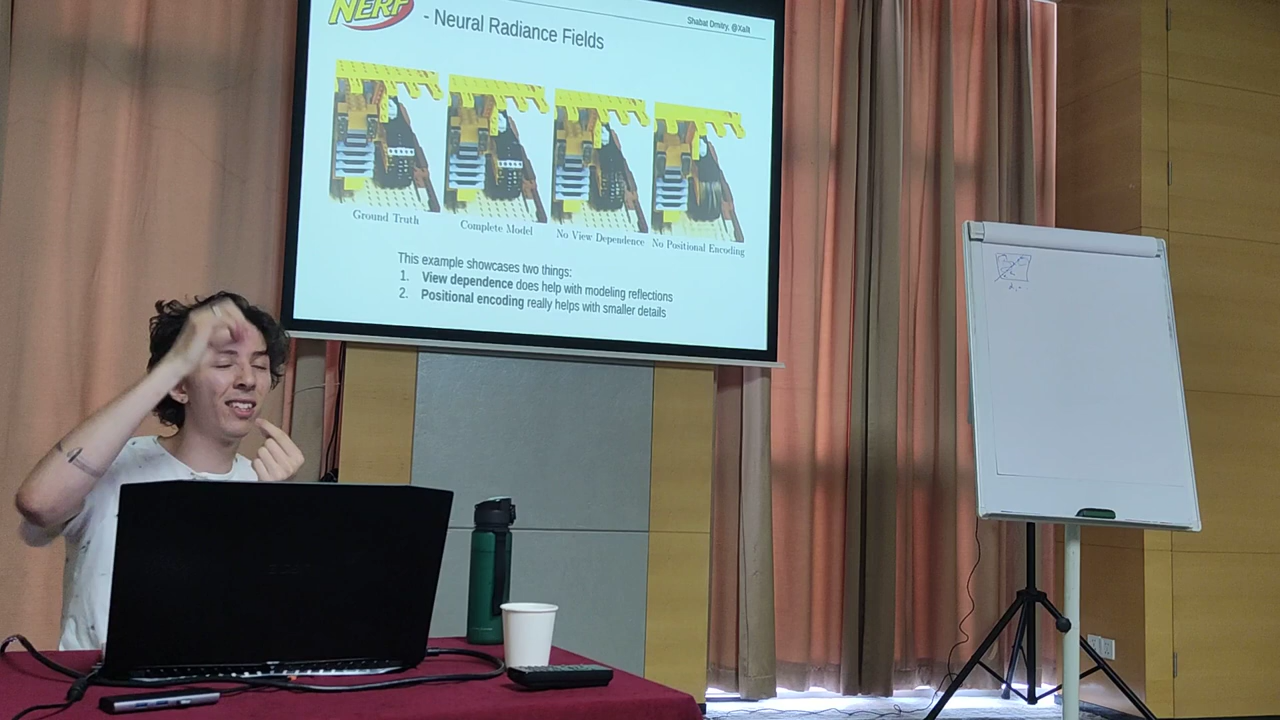 NERF
- Neural Radiance Fields
Shabat Dmitry, @Xallt
Ground Truth
Complete Model
No View Dependence
No Positional Encoding
This example showcases two things:
1. View dependence does help with modeling reflections
2. Positional encoding really helps with smaller details